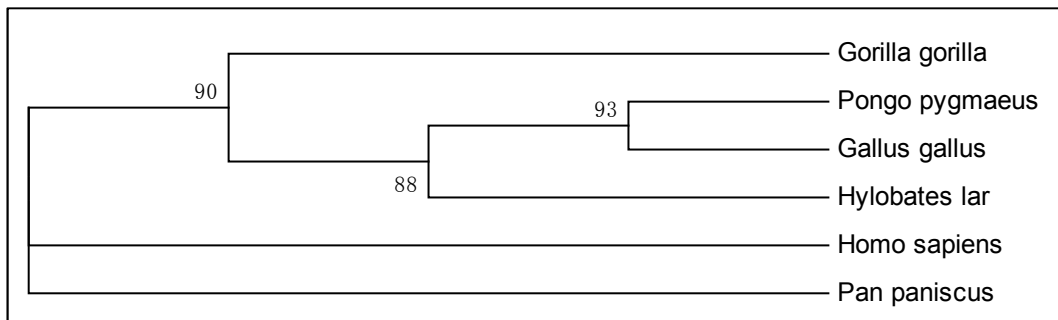 Gorilla gorilla
90
Pongo pygmaeus
93
Gallus gallus
88
Hylobates lar
Homo sapiens
Pan paniscus